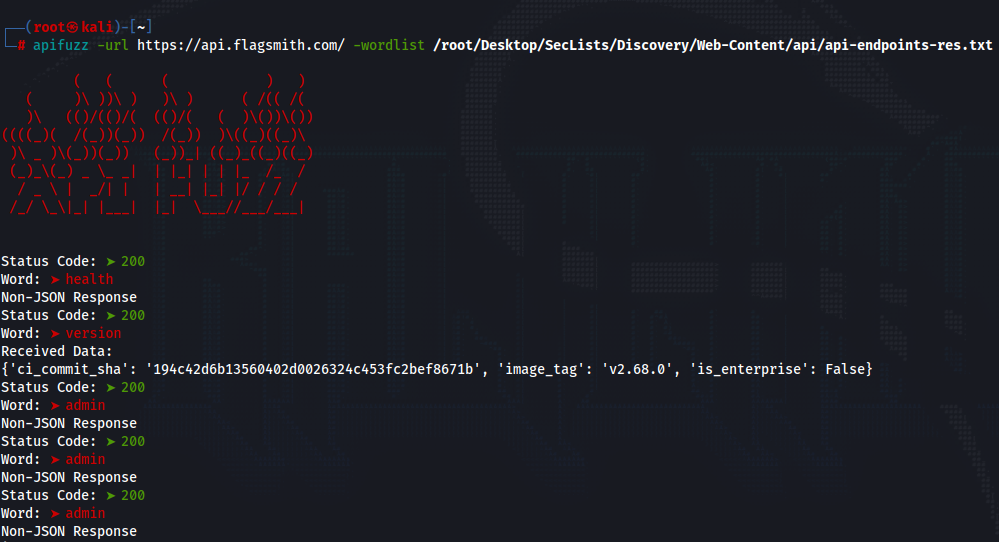 ┌──(root㉿kali)-[~]
└─# apifuzz -url https://api.flagsmith.com/ -wordlist /root/Desktop/SecLists/Discovery/Web-Content/api/api-endpoints-res.txt
Status Code: ➤ 200
Word: ➤ health
Non-JSON Response
Status Code: ➤ 200
Word: ➤ version
Received Data:
{'ci_commit_sha': '194c42d6b13560402d0026324c453fc2bef8671b', 'image_tag': 'v2.68.0', 'is_enterprise': False}
Status Code: ➤ 200
Word: ➤ admin
Non-JSON Response
Status Code: ➤ 200
Word: ➤ admin
Non-JSON Response
Status Code: ➤ 200
Word: ➤ admin
Non-JSON Response